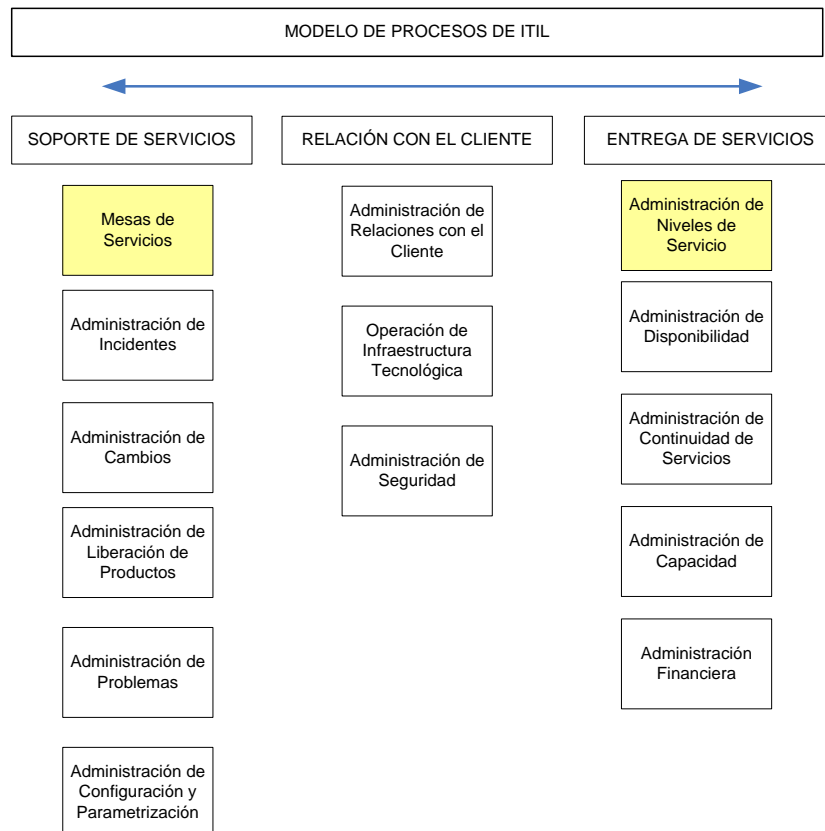 MODELO DE PROCESOS DE ITIL
SOPORTE DE SERVICIOS
RELACIÓN CON EL CLIENTE
ENTREGA DE SERVICIOS
Mesas de
Servicios
Administración de
Incidentes
Administración de
Cambios
Administración de
Liberación de
Productos
Administración de
Problemas
Administración de
Configuración y
Parametrización
Administración de
Relaciones con el
Cliente
Operación de
Infraestructura
Tecnológica
Administración de
Seguridad
Administración de
Niveles de
Servicio
Administración de
Disponibilidad
Administración de
Continuidad de
Servicios
Administración de
Capacidad
Administración
Financiera